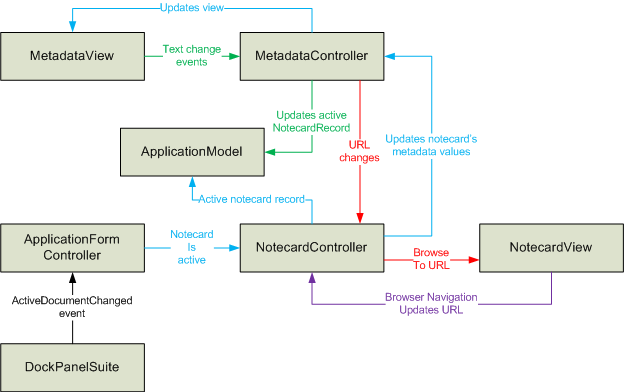 Updates view
MetadataView
Text change
events
MetadataController
Updates active
NotecardRecord
ApplicationModel
URL
changes
Updates notecard's
metadata values
Active notecard record
ApplicationForm
Controller
Notecard
Is
active
NotecardController
Browse
To URL
NotecardView
ActiveDocumentChanged
event
Browser Navigation
Updates URL
DockPanelSuite